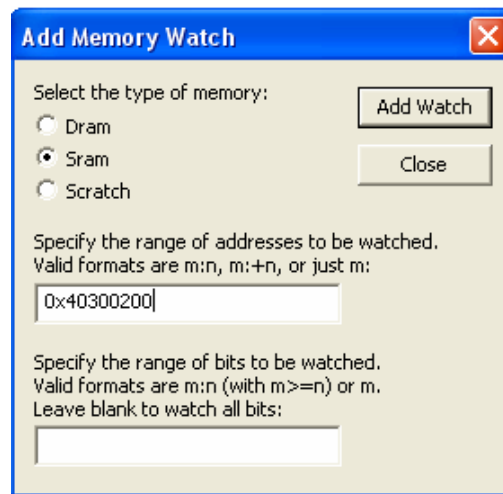 Add Memory Watch
Select the type of memory:
Add Watch
Dram
Sram
Close
Scratch
Specify the range of addresses to be watched.
Valid formats are m:n, m:+n, or just m:
0x40300200
Specify the range of bits to be watched.
Valid formats are m:n (with m>=n) or m.
Leave blank to watch all bits: